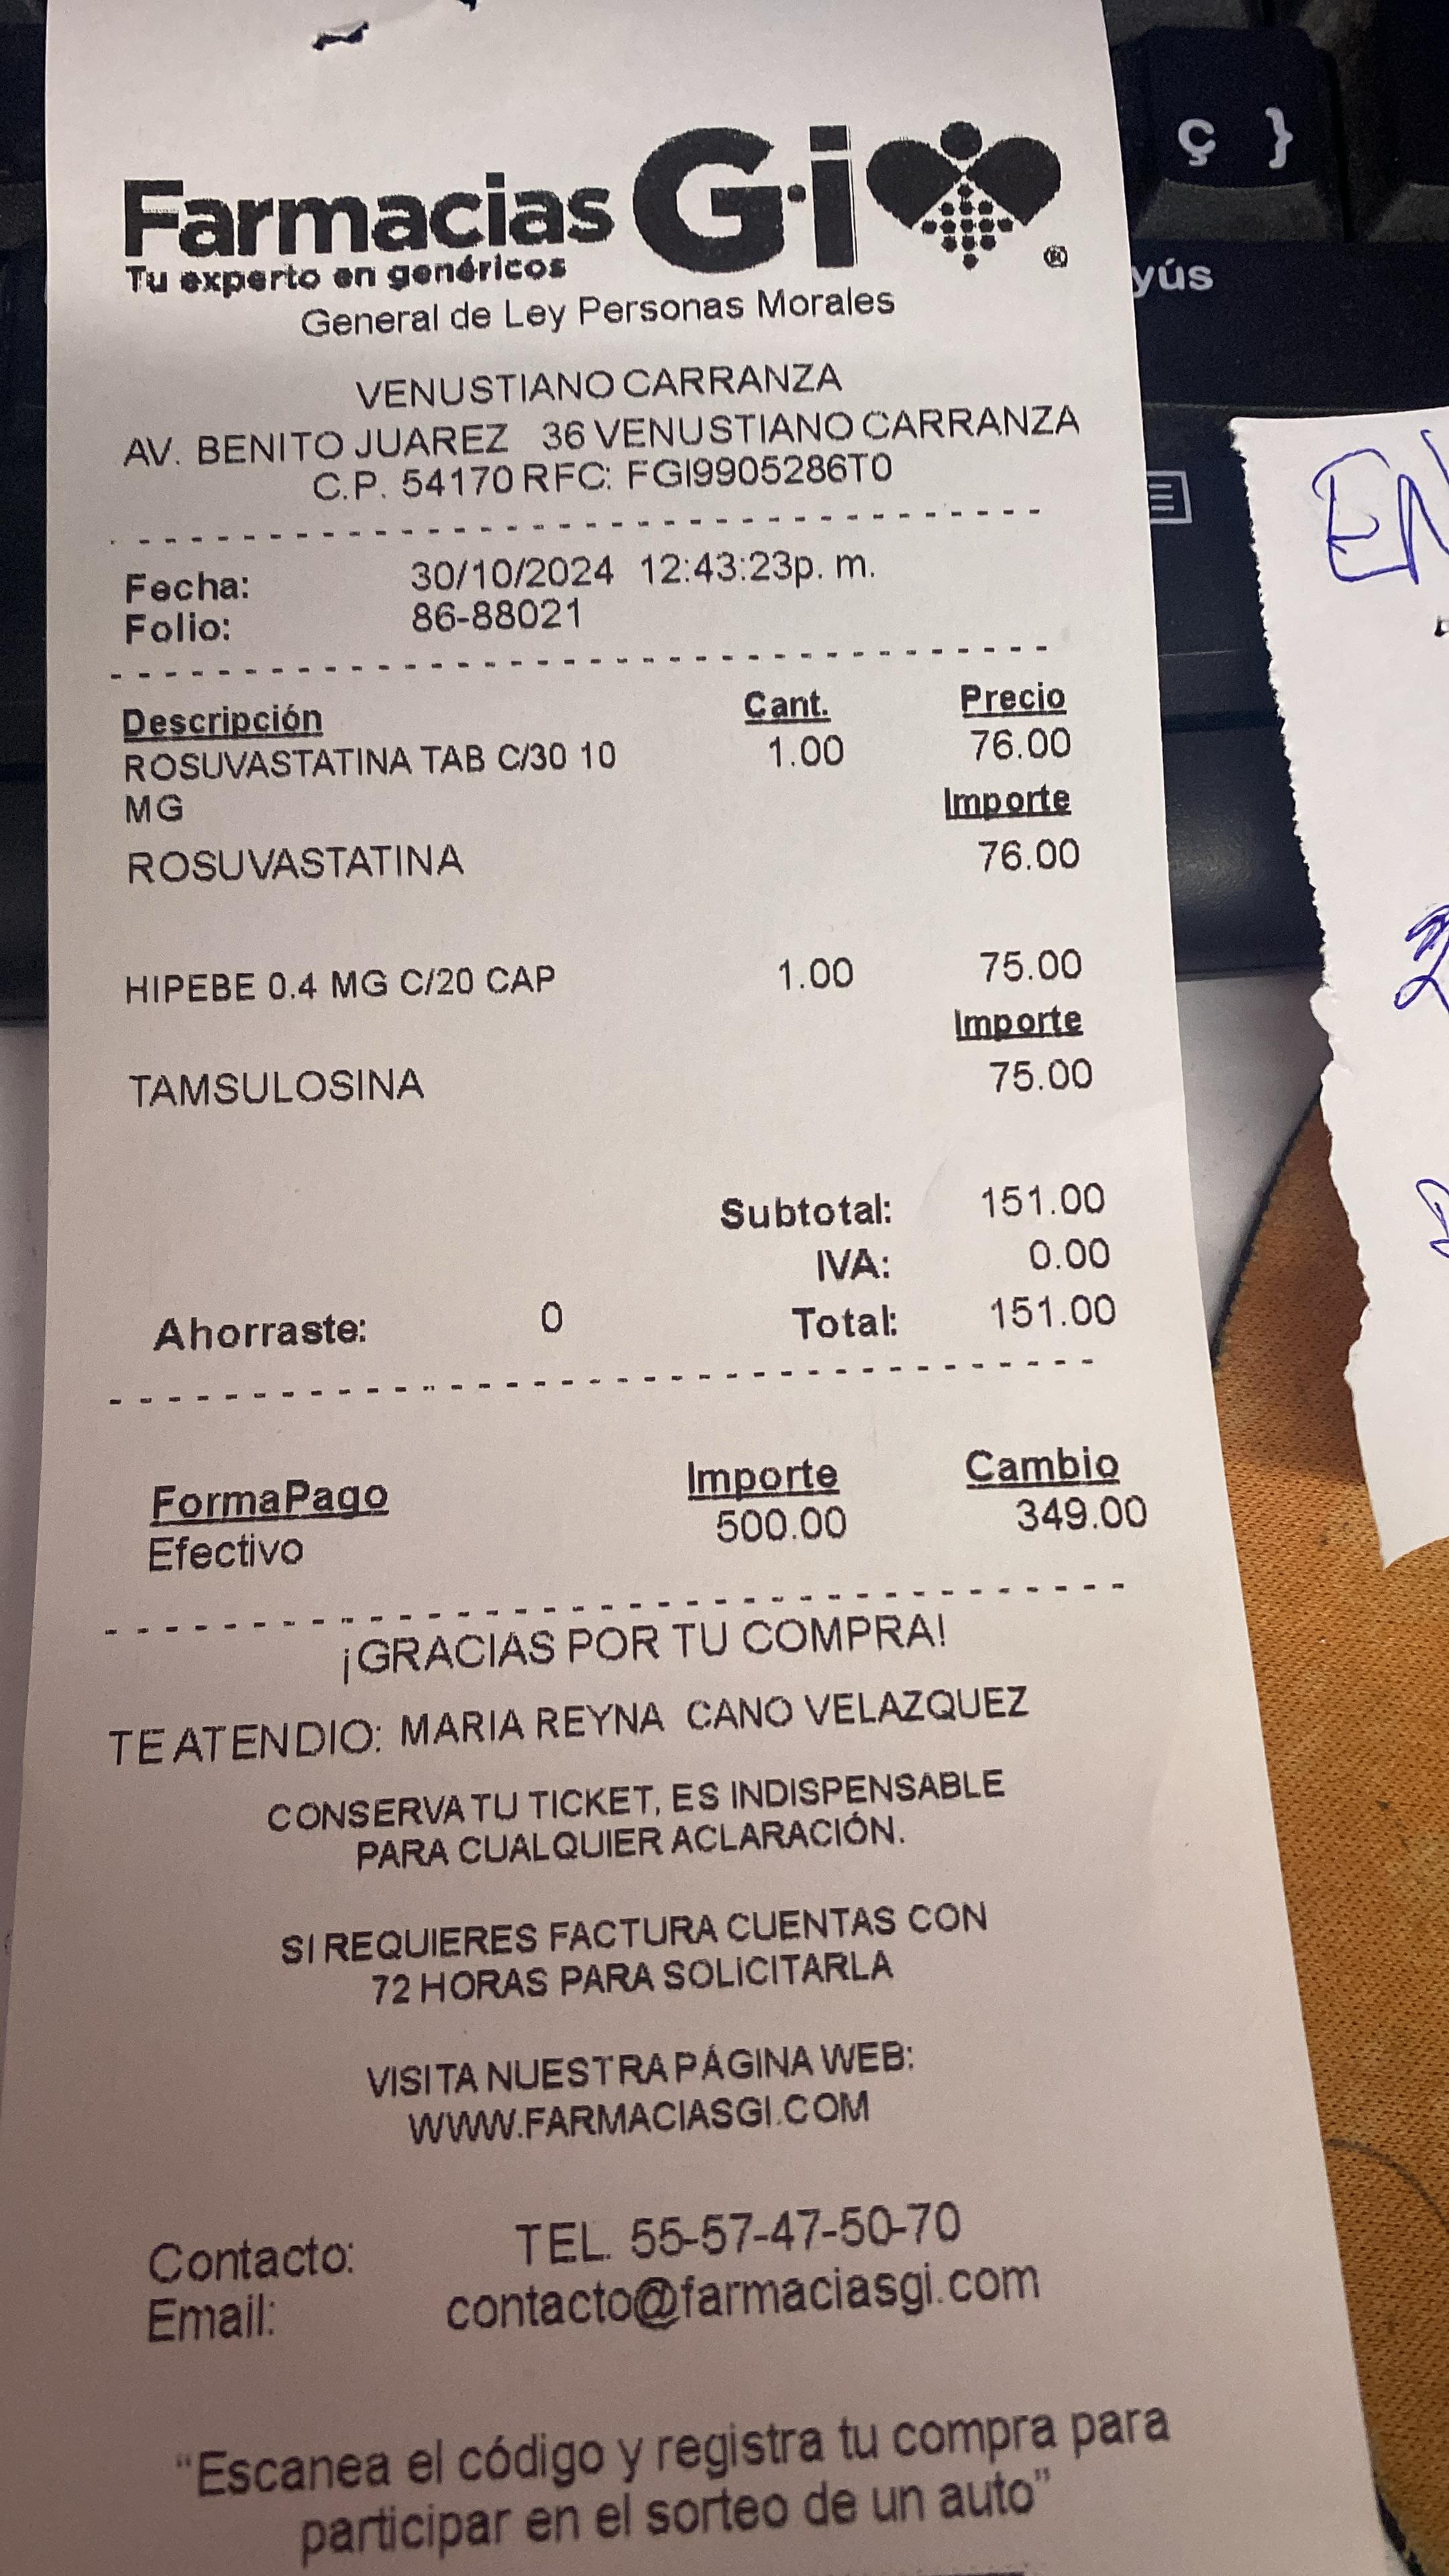 Farmacias Gi
Tu experto en genéricos
®
General de Ley Personas Morales
VENUSTIANO CARRANZA
AV. BENITO JUAREZ 36 VENUSTIANO CARRANZA
C.P. 54170 RFC: FGI9905286T0
Fecha: 30/10/2024 12:43:23p. m.
Folio: 86-88021
Descripción Cant. Precio
ROSUVASTATINA TAB C/30 10 1.00 76.00
MG Importe
ROSUVASTATINA 76.00
HIPEBE 0.4 MG C/20 CAP 1.00 75.00
Importe
TAMSULOSINA 75.00
Subtotal: 151.00
IVA: 0.00
Ahorraste: 0 Total: 151.00
FormaPago Importe Cambio
Efectivo 500.00 349.00
¡GRACIAS POR TU COMPRA!
TE ATENDIO: MARIA REYNA CANO VELAZQUEZ
CONSERVA TU TICKET, ES INDISPENSABLE
PARA CUALQUIER ACLARACIÓN.
SI REQUIERES FACTURA CUENTAS CON
72 HORAS PARA SOLICITARLA
VISITA NUESTRA PÁGINA WEB:
WWW.FARMACIASGI.COM
Contacto: TEL. 55-57-47-50-70
Email: contacto@farmaciasgi.com
“Escanea el código y registra tu compra para
participar en el sorteo de un auto”
Ç }
yús
EN
2